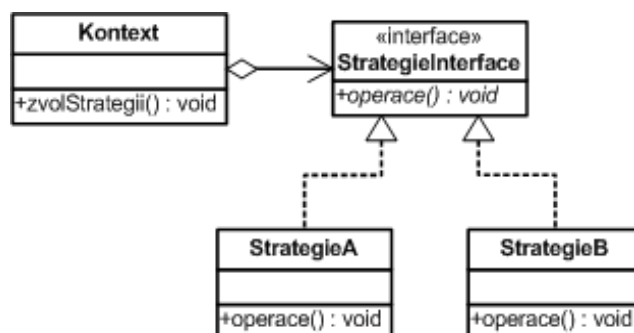 Kontext
+zvolStrategii() : void
«interface»
StrategieInterface
+operace() : void
StrategieA
+operace() : void
StrategieB
+operace() : void